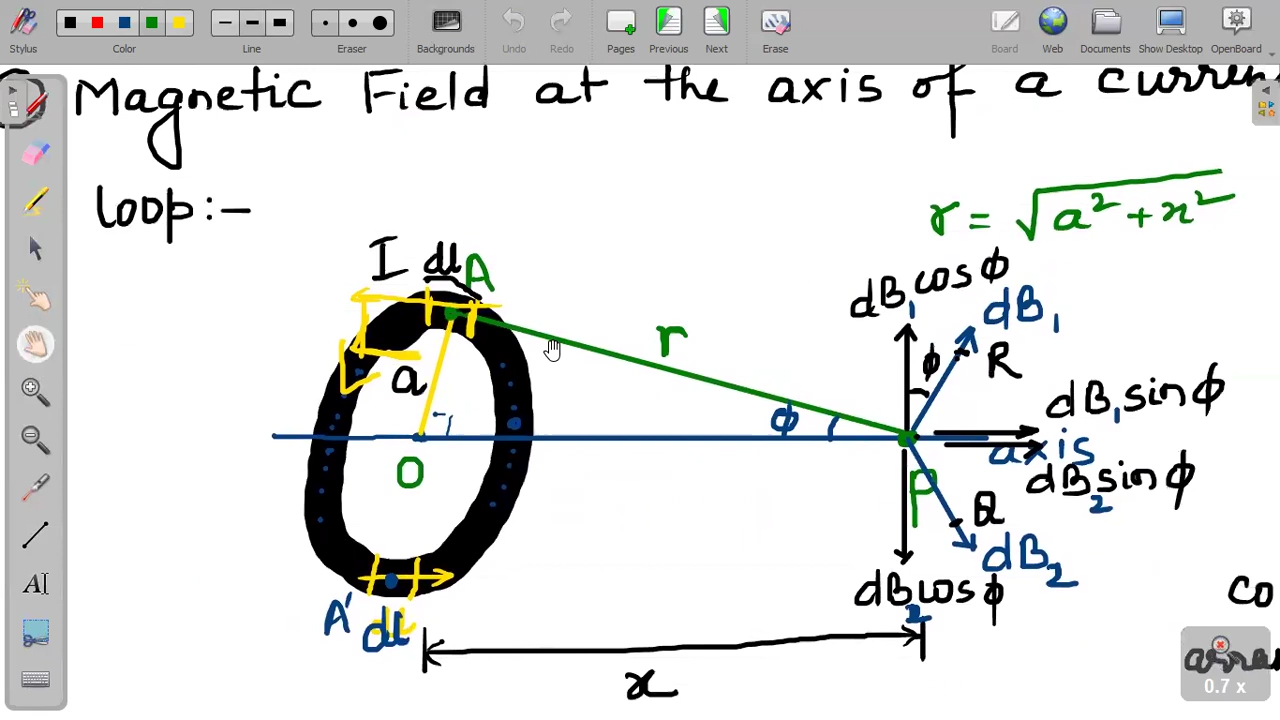 Stylus
Color
Line
Eraser
Backgrounds
Undo
Redo
Pages
Previous
Next
Erase
Board
Web
Documents
Show Desktop
OpenBoard
Magnetic Field at the axis of a curren
loop:-
r = √a² + x²
I dl A
dB₁cosφ
dB₁
r
a
φ
R
φ
dB₁sinφ
axis
O
P
dB₂sinφ
Q
dB₂
A' dl
dB₂cosφ
co
x
0.7 x
AI